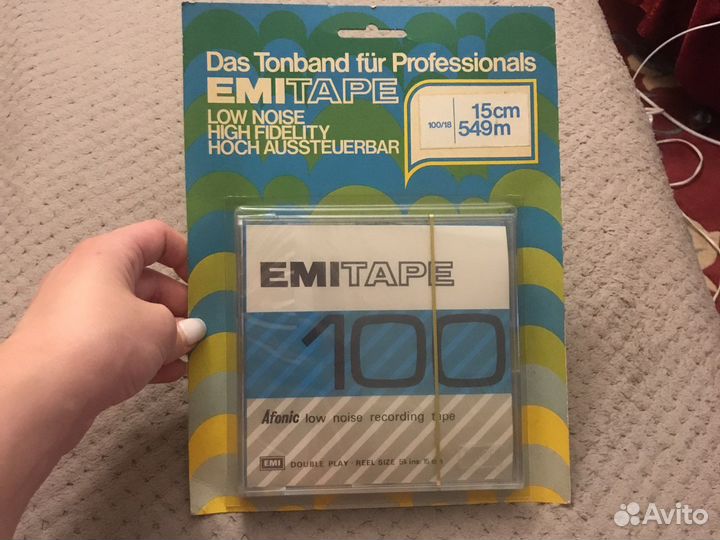 Das Tonband für Professionals
EMITAPE
LOW NOISE
HIGH FIDELITY
HOCH AUSSTEUERBAR
100/18
15cm
549m
EMITAPE
100
Afonic low noise recording tape
EMI DOUBLE PLAY · REEL SIZE
Avito